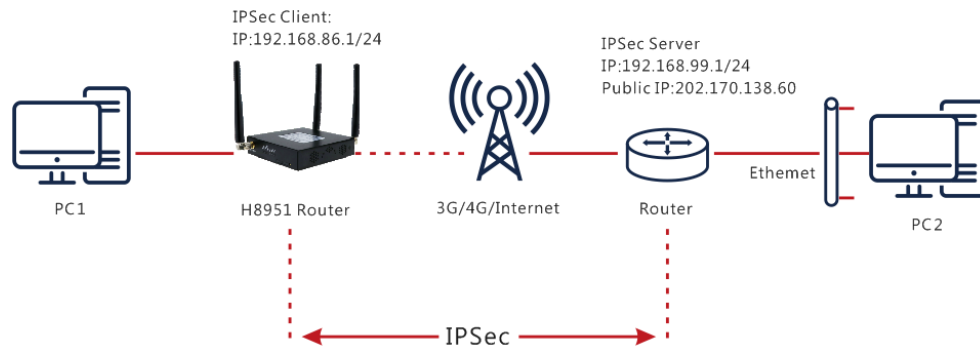 IPSec Client:
IP:192.168.86.1/24
IPSec Server
IP:192.168.99.1/24
Public IP:202.170.138.60
Ethemet
PC1
H8951 Router
3G/4G/Internet
Router
PC2
IPSec